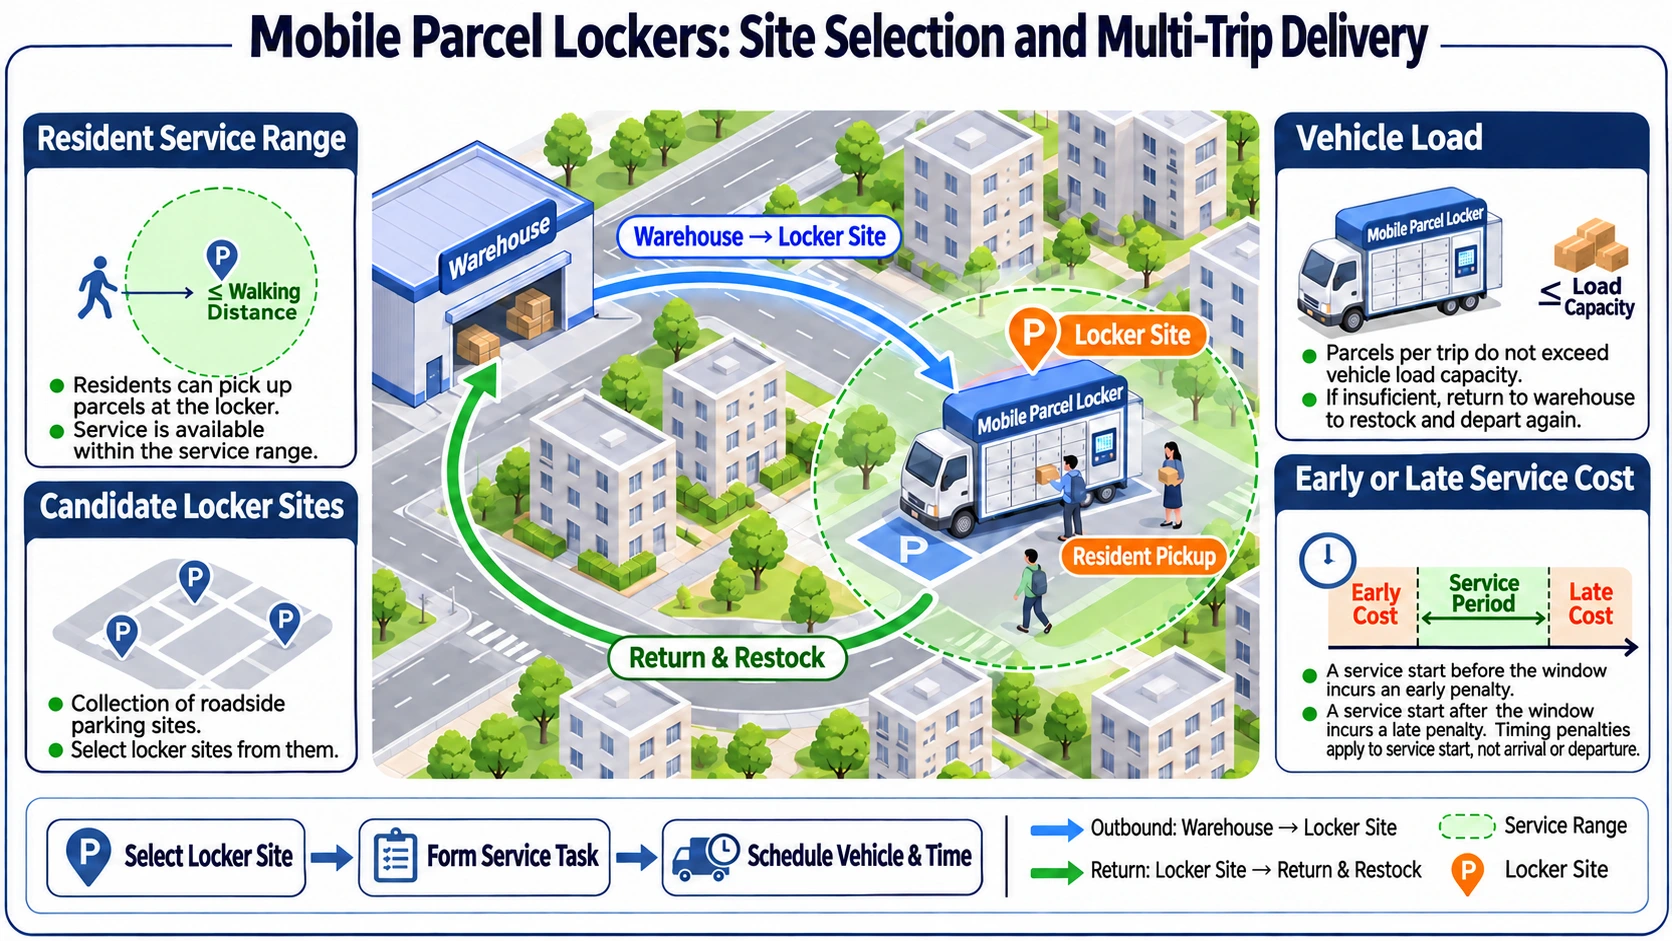 Mobile Parcel Lockers: Site Selection and Multi-Trip Delivery
Resident Service Range
P
≤ Walking
Distance
Residents can pick up
parcels at the locker.
Service is available
within the service range.
Candidate Locker Sites
P
P
P
Collection of roadside
parking sites.
Select locker sites from them.
Warehouse
Warehouse → Locker Site
P
Locker Site
Mobile Parcel Locker
P
Resident Pickup
Return & Restock
Vehicle Load
Mobile Parcel Locker
≤ Load
Capacity
Parcels per trip do not exceed
vehicle load capacity.
If insuficient, return to warehouse
to restock and depart again.
Early or Late Service Cost
Early
Cost
Service
Period
Late
Cost
A service start before the window
incurs an early penalty.
A service start after the window
incurs a late penalty. Timing penalties
apply to service start, not arrival or departure.
P
Select Locker Site
Form Service Task
Schedule Vehicle & Time
Outbound: Warehouse → Locker Site
Return: Locker Site → Return & Restock
Service Range
P
Locker Site